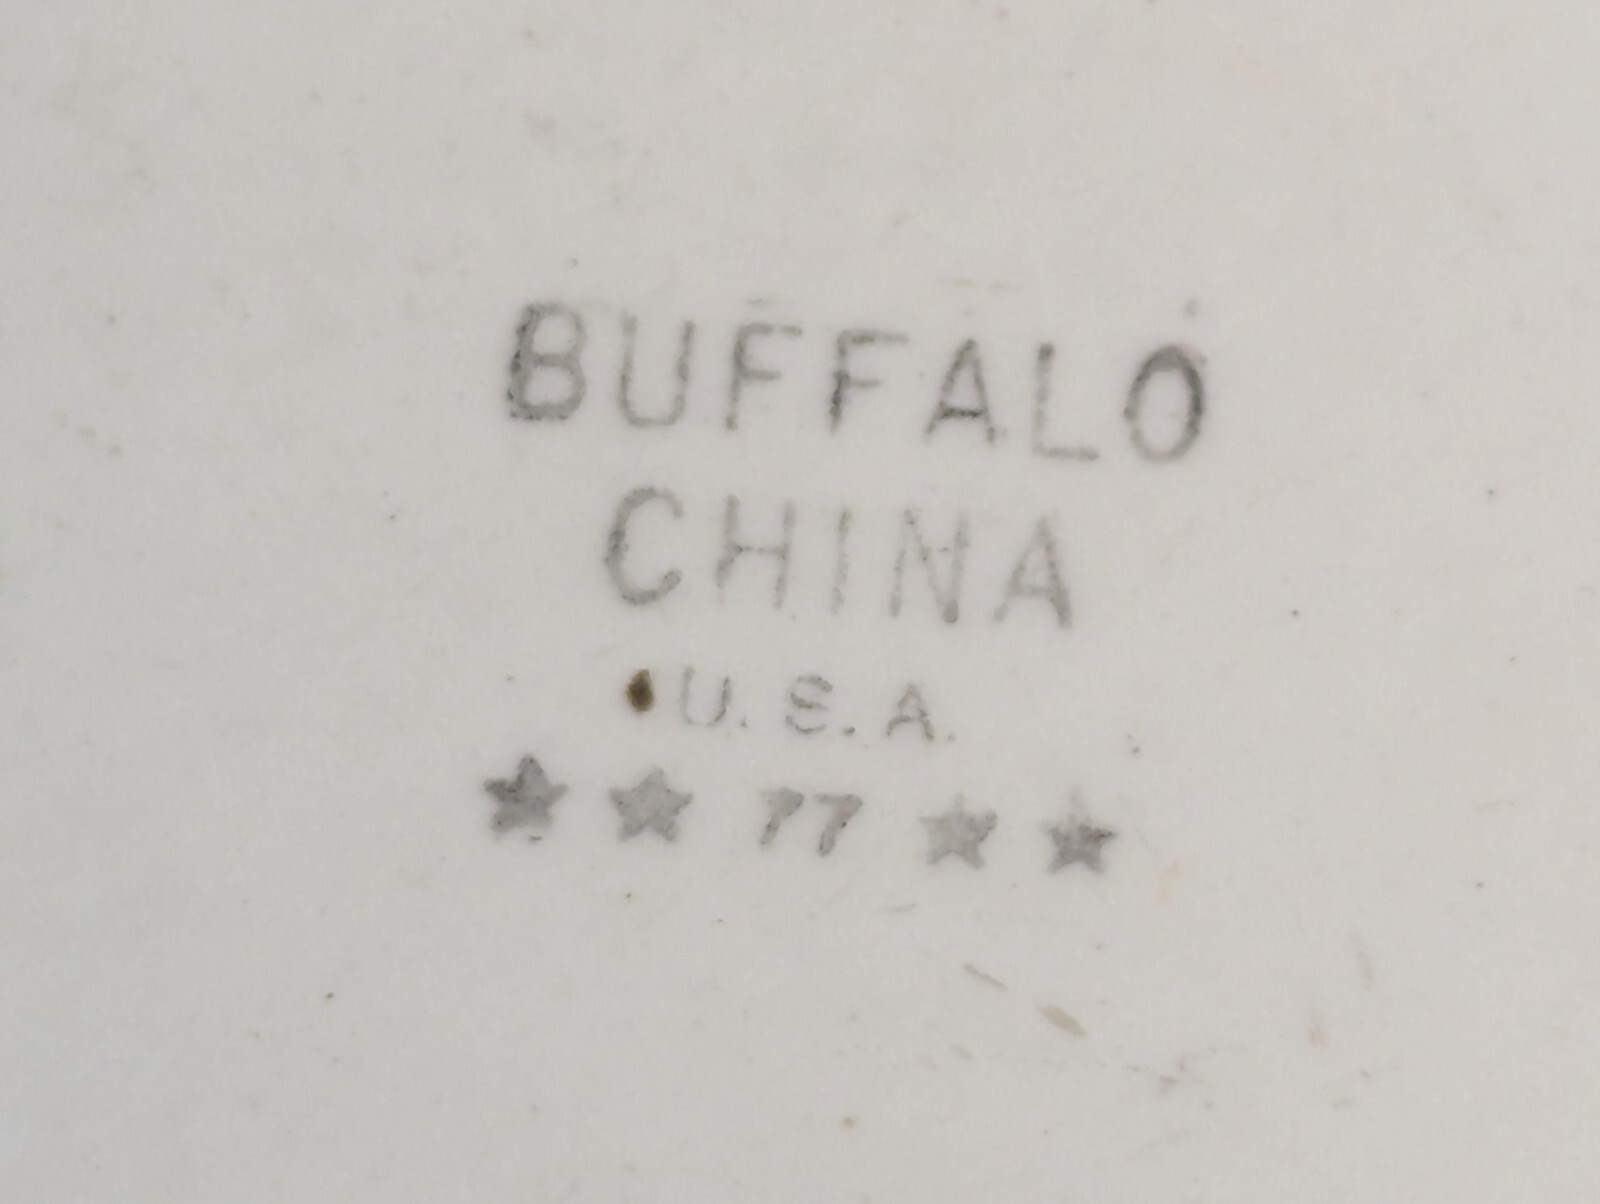 BUFFALO
CHINA
U.S.A.
★ ★ 77 ★ ★